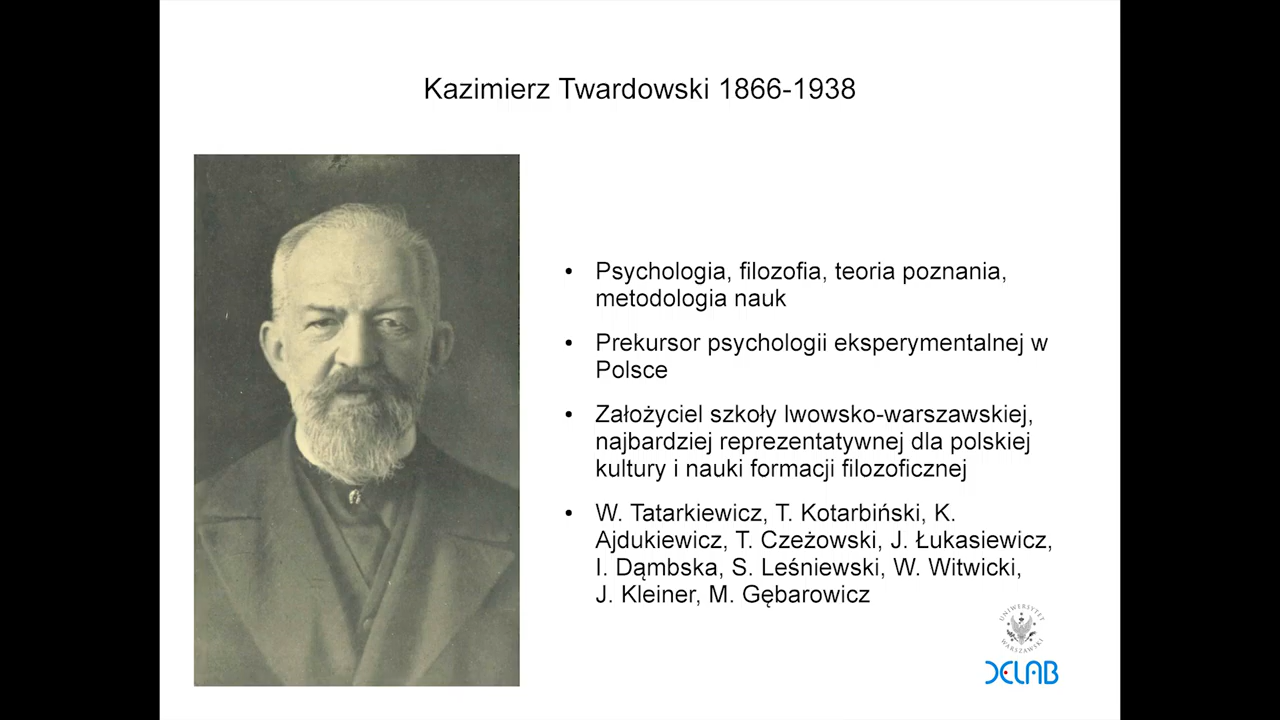 Kazimierz Twardowski 1866-1938
• Psychologia, filozofia, teoria poznania,
metodologia nauk
• Prekursor psychologii eksperymentalnej w
Polsce
• Założyciel szkoły lwowsko-warszawskiej,
najbardziej reprezentatywnej dla polskiej
kultury i nauki formacji filozoficznej
• W. Tatarkiewicz, T. Kotarbiński, K.
Ajdukiewicz, T. Czeżowski, J. Łukasiewicz,
I. Dąmbska, S. Leśniewski, W. Witwicki,
J. Kleiner, M. Gębarowicz
UNIWERSYTET
WARSZAWSKI
DELAB